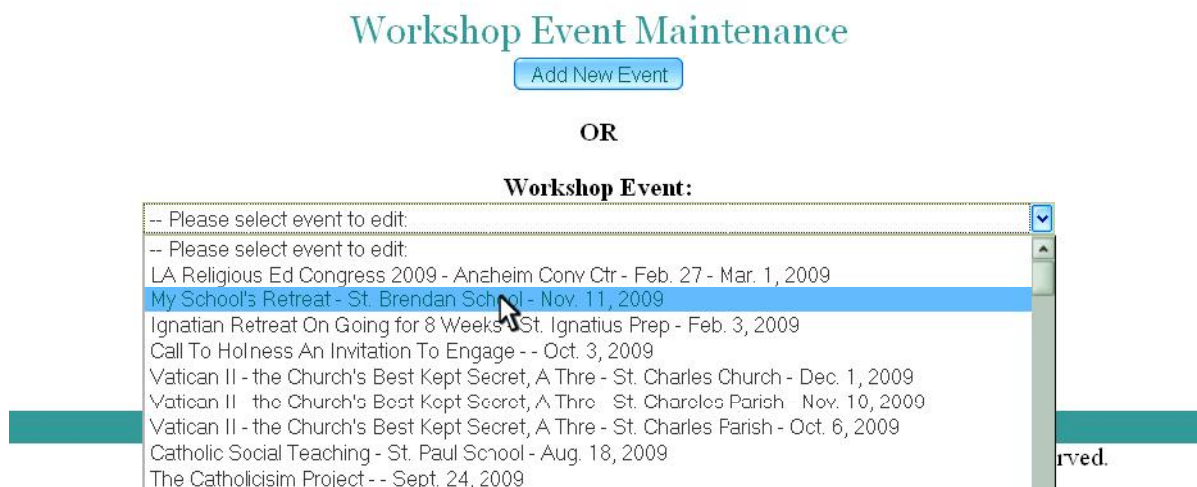 Workshop Event Maintenance
Add New Event
OR
Workshop Event:
-- Please select event to edit:
-- Please select event to edit:
LA Religious Ed Congress 2009 - Anaheim Conv Ctr - Feb. 27 - Mar. 1, 2009
My School's Retreat - St. Brendan School - Nov. 11, 2009
Ignatian Retreat On Going for 8 Weeks - St. Ignatius Prep - Feb. 3, 2009
Call To Holness An Invitation To Engage - - Oct. 3, 2009
Vatican II - the Church's Best Kept Secret, A Thre - St. Charles Church - Dec. 1, 2009
Vatican II - the Church's Best Kept Secret, A Thre - St. Charoles Parish - Nov. 10, 2009
Vatican II - the Church's Best Kept Secret, A Thre - St. Charles Parish - Oct. 6, 2009
Catholic Social Teaching - St. Paul School - Aug. 18, 2009
rved.
The Catholicisim Project - - Sept. 24, 2009